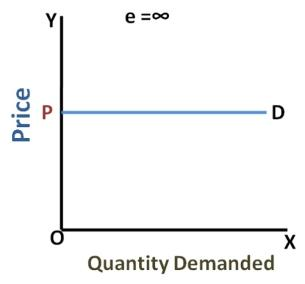 Y
e =∞
Price
P
D
O
X
Quantity Demanded